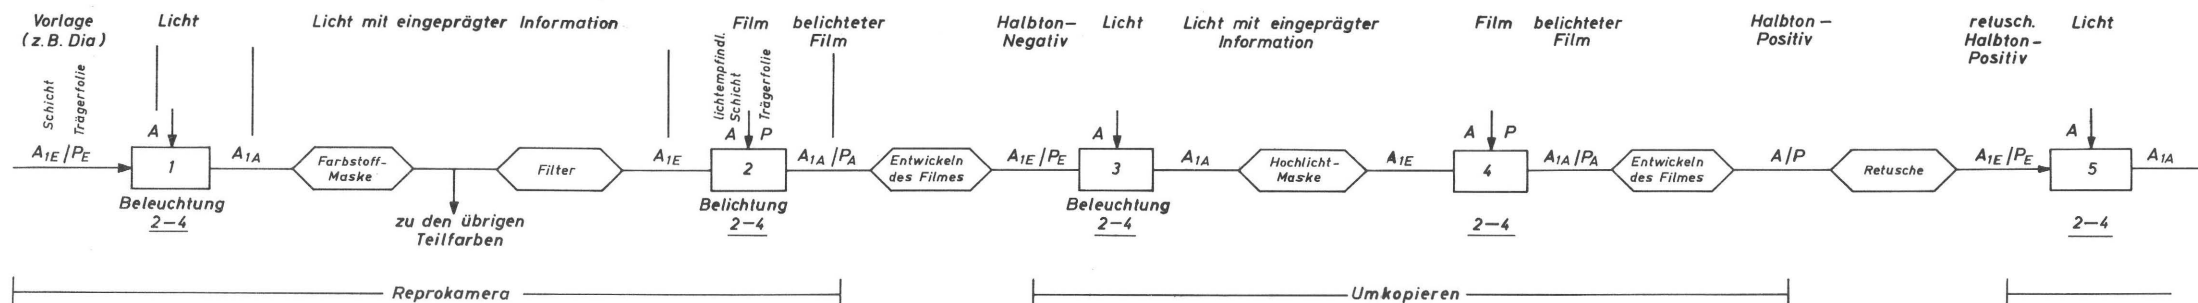 Vorlage
(z.B. Dia)
Licht
Licht mit eingeprägter Information
Film
belichteter
Film
Halbton-
Negativ
Licht
Licht mit eingeprägter
Information
Film
belichteter
Film
Halbton-
Positiv
retusch.
Halbton-
Positiv
Licht
Schicht
Trägerfolie
lichtempfindl.
Schicht
Trägerfolie
A
A P
A
A P
A
A1E/PE
1
A1A
Farbstoff-
Maske
Filter
A1E
2
A1A/PA
Entwickeln
des Filmes
A1E/PE
3
A1A
Hochlicht-
Maske
A1E
4
A1A/PA
Entwickeln
des Filmes
A/P
Retusche
A1E/PE
5
A1A
Beleuchtung
2-4
zu den übrigen
Teilfarben
Belichtung
2-4
Beleuchtung
2-4
2-4
2-4
Reprokamera
Umkopieren